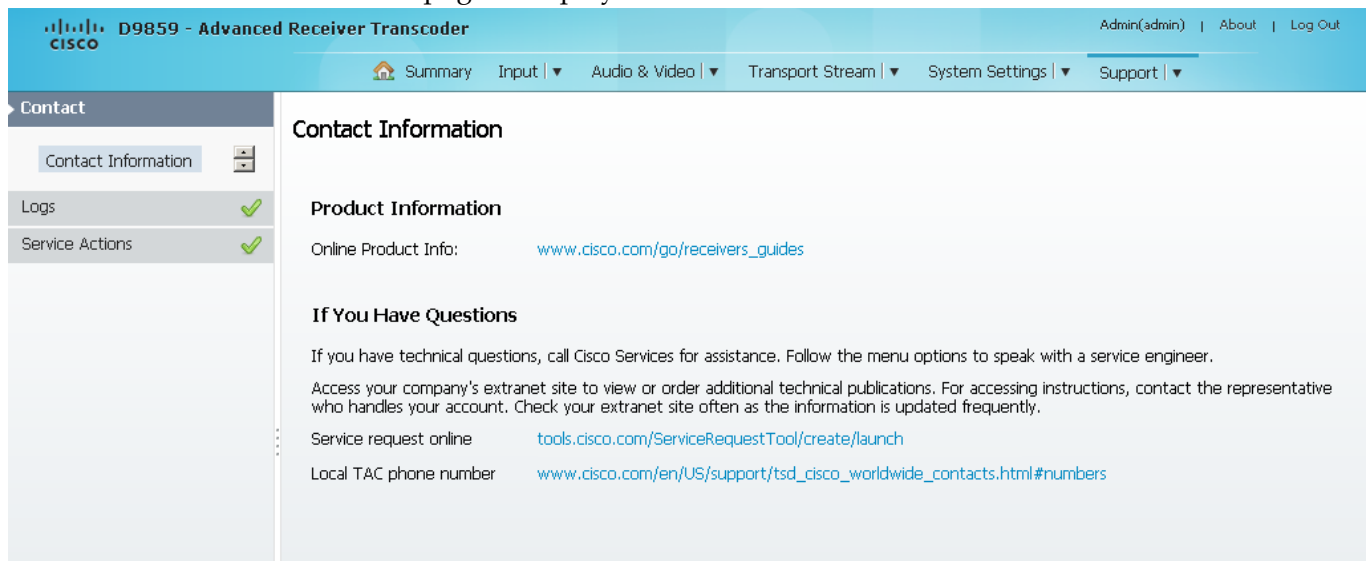 CISCO D9859 - Advanced Receiver Transcoder
Admin(admin) | About | Log Out
Summary Input | Audio & Video | Transport Stream | System Settings | Support |
Contact
Contact Information
Logs
Service Actions
Contact Information
Product Information
Online Product Info: www.cisco.com/go/receivers_guides
If You Have Questions
If you have technical questions, call Cisco Services for assistance. Follow the menu options to speak with a service engineer.
Access your company's extranet site to view or order additional technical publications. For accessing instructions, contact the representative
who handles your account. Check your extranet site often as the information is updated frequently.
Service request online tools.cisco.com/ServiceRequestTool/create/launch
Local TAC phone number www.cisco.com/en/US/support/tsd_cisco_worldwide_contacts.html#numbers